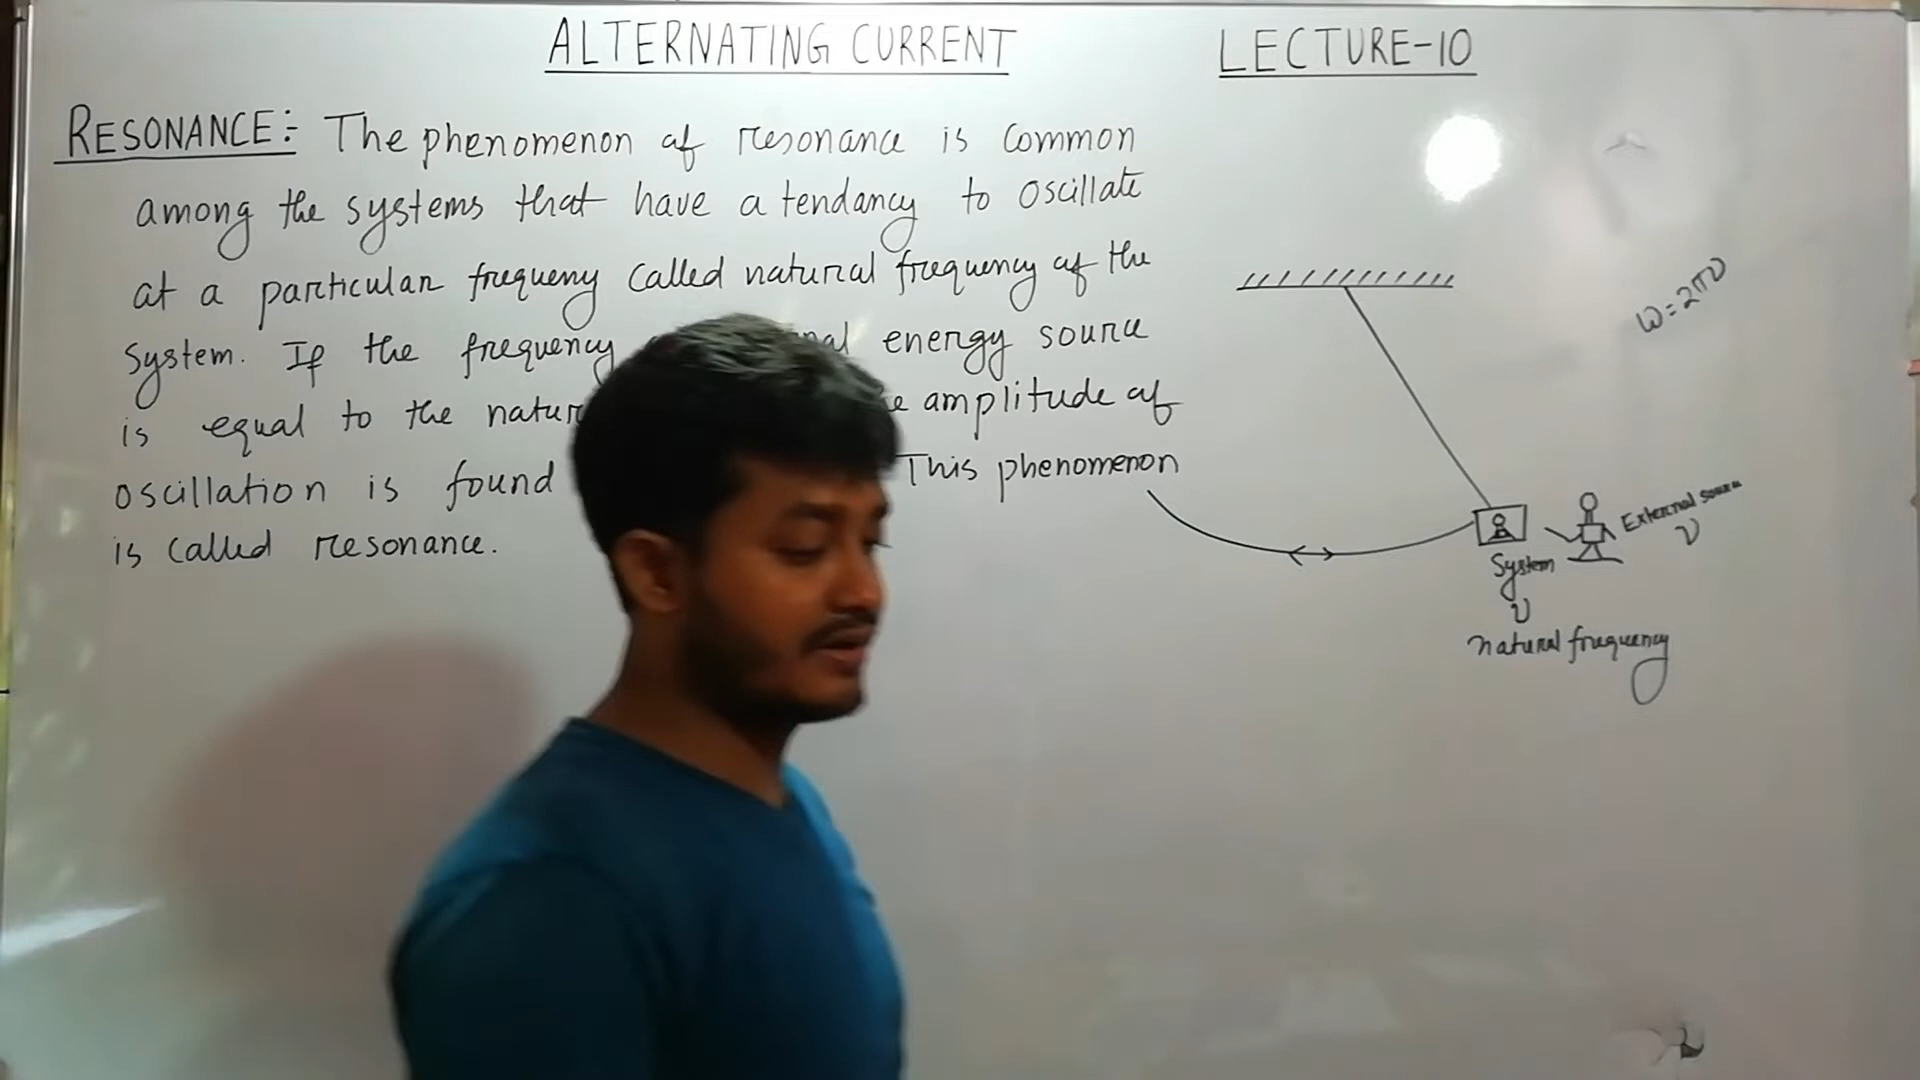 ALTERNATING CURRENT LECTURE-10
RESONANCE:- The phenomenon of resonance is common
among the systems that have a tendancy to oscillate
at a particular frequeny called natural frequency of the
system. If the frequency energy source
is equal to the amplitude of
oscillation is found This phenomenon
is called resonance.
ω=2πν
External source
ν
System
ν
natural frequency